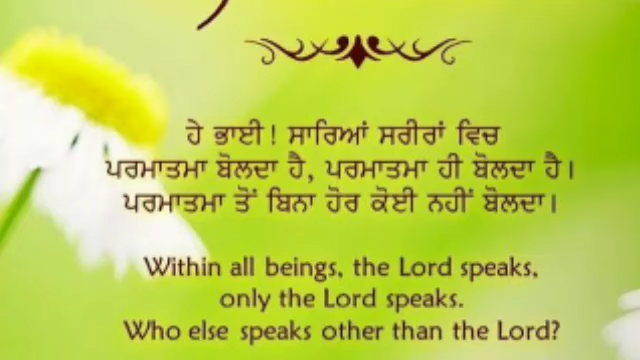 ਹੇ ਭਾਈ! ਸਾਰਿਆਂ ਸਰੀਰਾਂ ਵਿਚ
ਪਰਮਾਤਮਾ ਬੋਲਦਾ ਹੈ, ਪਰਮਾਤਮਾ ਹੀ ਬੋਲਦਾ ਹੈ।
ਪਰਮਾਤਮਾ ਤੋਂ ਬਿਨਾ ਹੋਰ ਕੋਈ ਨਹੀਂ ਬੋਲਦਾ।
Within all beings, the Lord speaks,
only the Lord speaks.
Who else speaks other than the Lord?